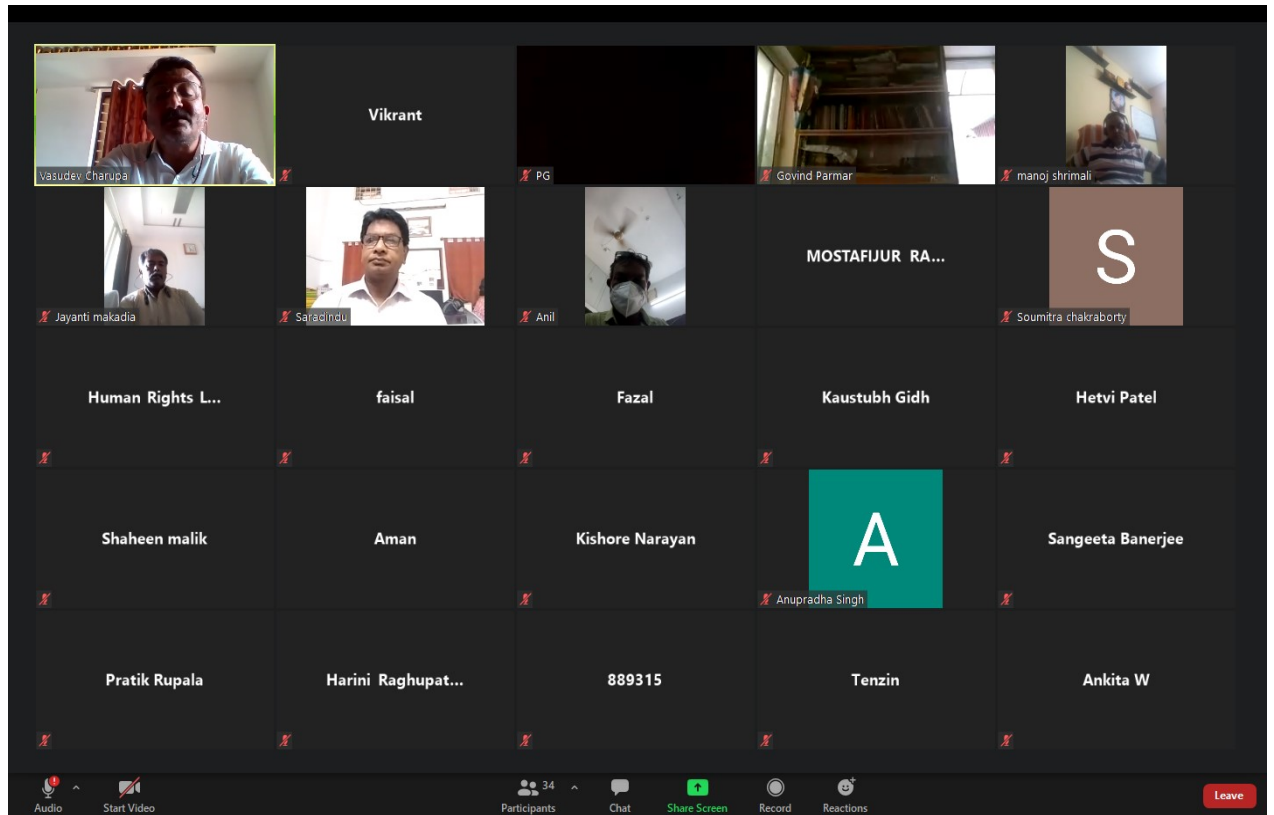 Vasudev Charupa
Vikrant
PG
Govind Parmar
manoj shrimali
Jayanti makadia
Saradindu
Anil
MOSTAFIJUR RA...
S
Soumitra chakraborty
Human Rights L...
faisal
Fazal
Kaustubh Gidh
Hetvi Patel
Shaheen malik
Aman
Kishore Narayan
A
Anupradha Singh
Sangeeta Banerjee
Pratik Rupala
Harini Raghupat...
889315
Tenzin
Ankita W
Audio
Start Video
34
Participants
Chat
Share Screen
Record
Reactions
Leave